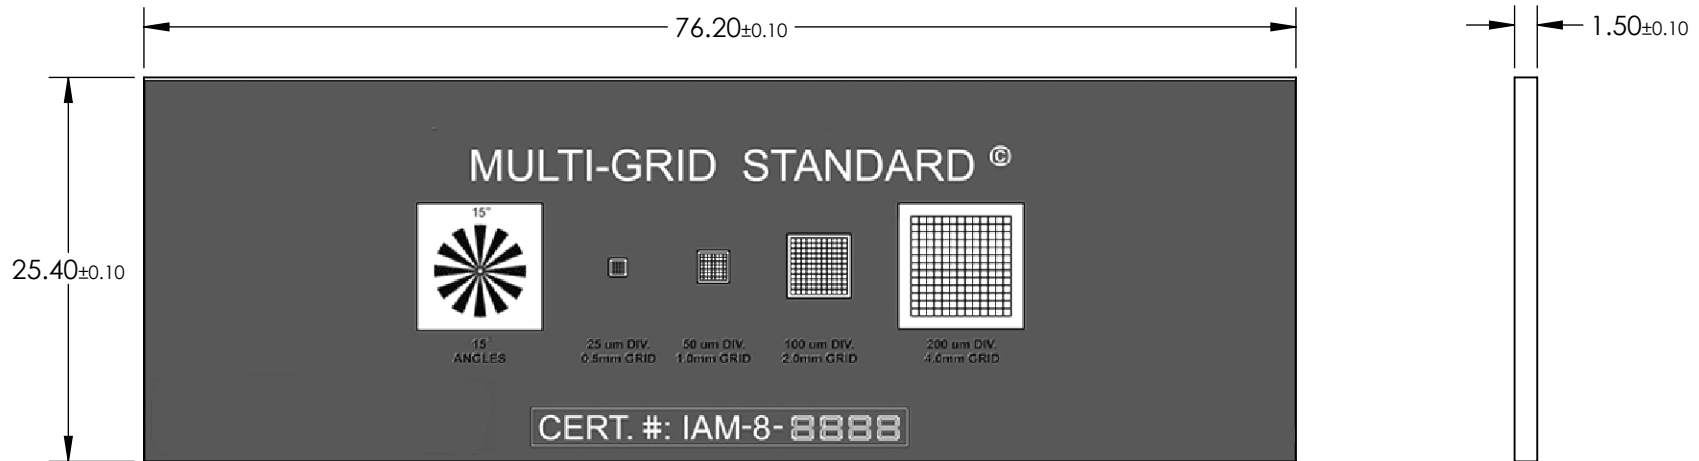 76.20±0.10
1.50±0.10
25.40±0.10
MULTI-GRID STANDARD ©
15°
15°
ANGLES
25 um DIV.
0.5mm GRID
50 um DIV.
1.0mm GRID
100 um DIV.
2.0mm GRID
200 um DIV.
4.0mm GRID
CERT. #: IAM-8-8888